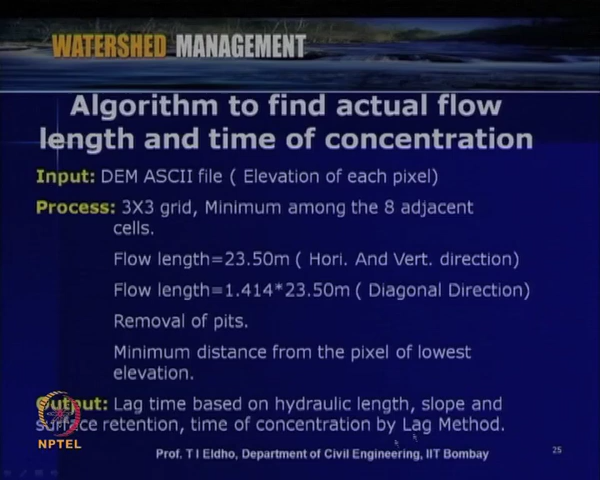 WATERSHED MANAGEMENT
Algorithm to find actual flow
length and time of concentration
Input: DEM ASCII file ( Elevation of each pixel)
Process: 3X3 grid, Minimum among the 8 adjacent
cells.
Flow length=23.50m ( Hori. And Vert. direction)
Flow length=1.414*23.50m ( Diagonal Direction)
Removal of pits.
Minimum distance from the pixel of lowest
elevation.
Output: Lag time based on hydraulic length, slope and
surface retention, time of concentration by Lag Method.
NPTEL
Prof. T I Eldho, Department of Civil Engineering, IIT Bombay
25